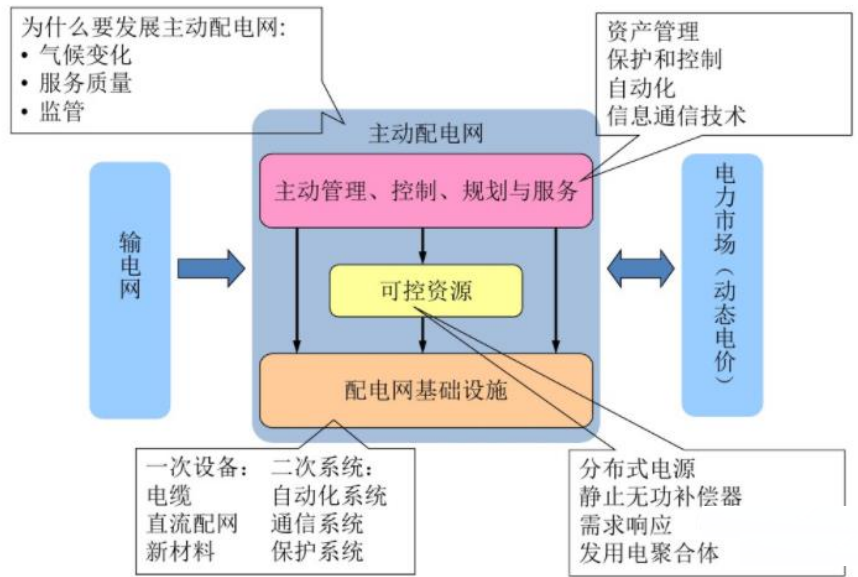 为什么要发展主动配电网:
• 气候变化
• 服务质量
• 监管
资产管理
保护和控制
自动化
信息通信技术
主动配电网
主动管理、控制、规划与服务
输电网
可控资源
电力市场（动态电价）
配电网基础设施
一次设备： 二次系统：
电缆 自动化系统
直流配网 通信系统
新材料 保护系统
分布式电源
静止无功补偿器
需求响应
发用电聚合体